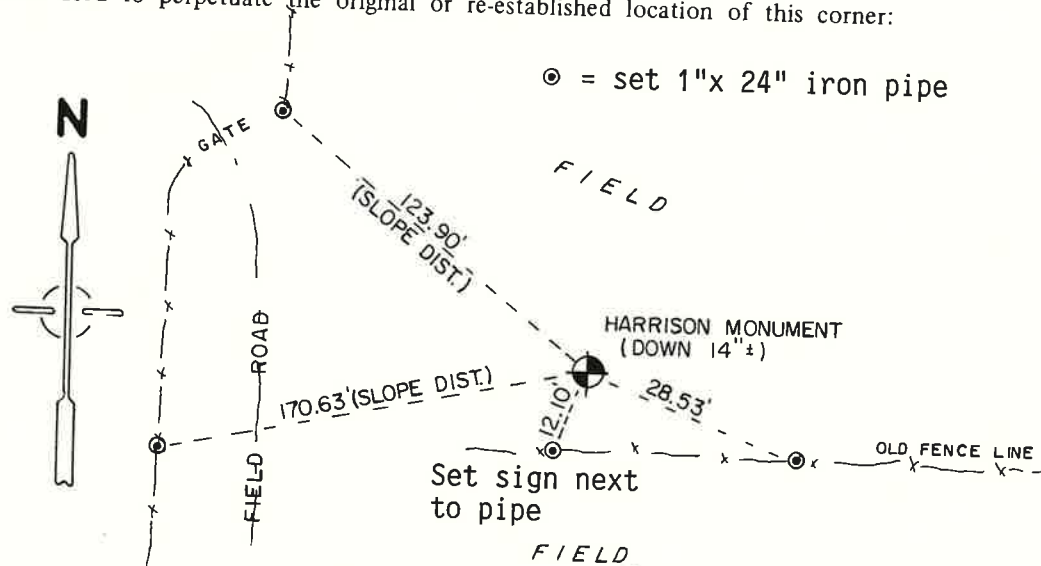 to perpetuate the original or re-established location of this corner:
= set 1"x 24" iron pipe
N
GATE
FIELD
123.90'
(SLOPE DIST.)
HARRISON MONUMENT
(DOWN 14"±)
FIELD ROAD
170.63' (SLOPE DIST.)
12.10'
28.53'
OLD FENCE LINE
Set sign next
to pipe
FIELD